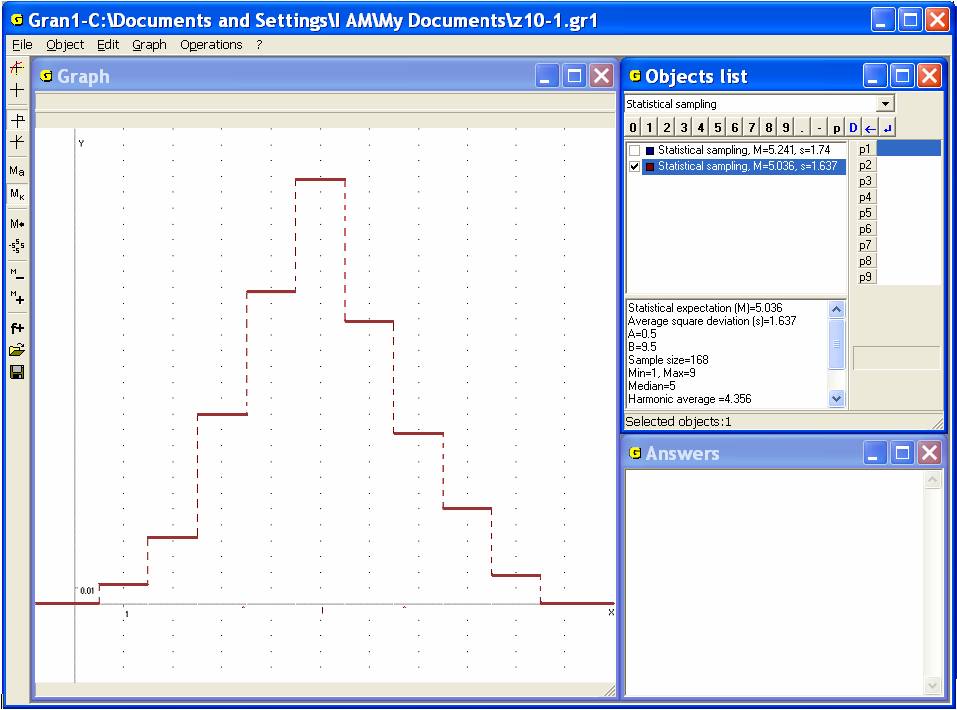 Gran1-C:\Documents and Settings\I AM\My Documents\z10-1.gr1
File Object Edit Graph Operations ?
Graph
Y
0.01
1
X
Ma
Mк
M
M
M
f+
Objects list
Statistical sampling
0 1 2 3 4 5 6 7 8 9 . - p D
Statistical sampling, M=5.241, s=1.74
Statistical sampling, M=5.036, s=1.637
p1
p2
p3
p4
p5
p6
p7
p8
p9
Statistical expectation (M)=5.036
Average square deviation (s)=1.637
A=0.5
B=9.5
Sample size=168
Min=1, Max=9
Median=5
Harmonic average =4.356
Selected objects:1
Answers